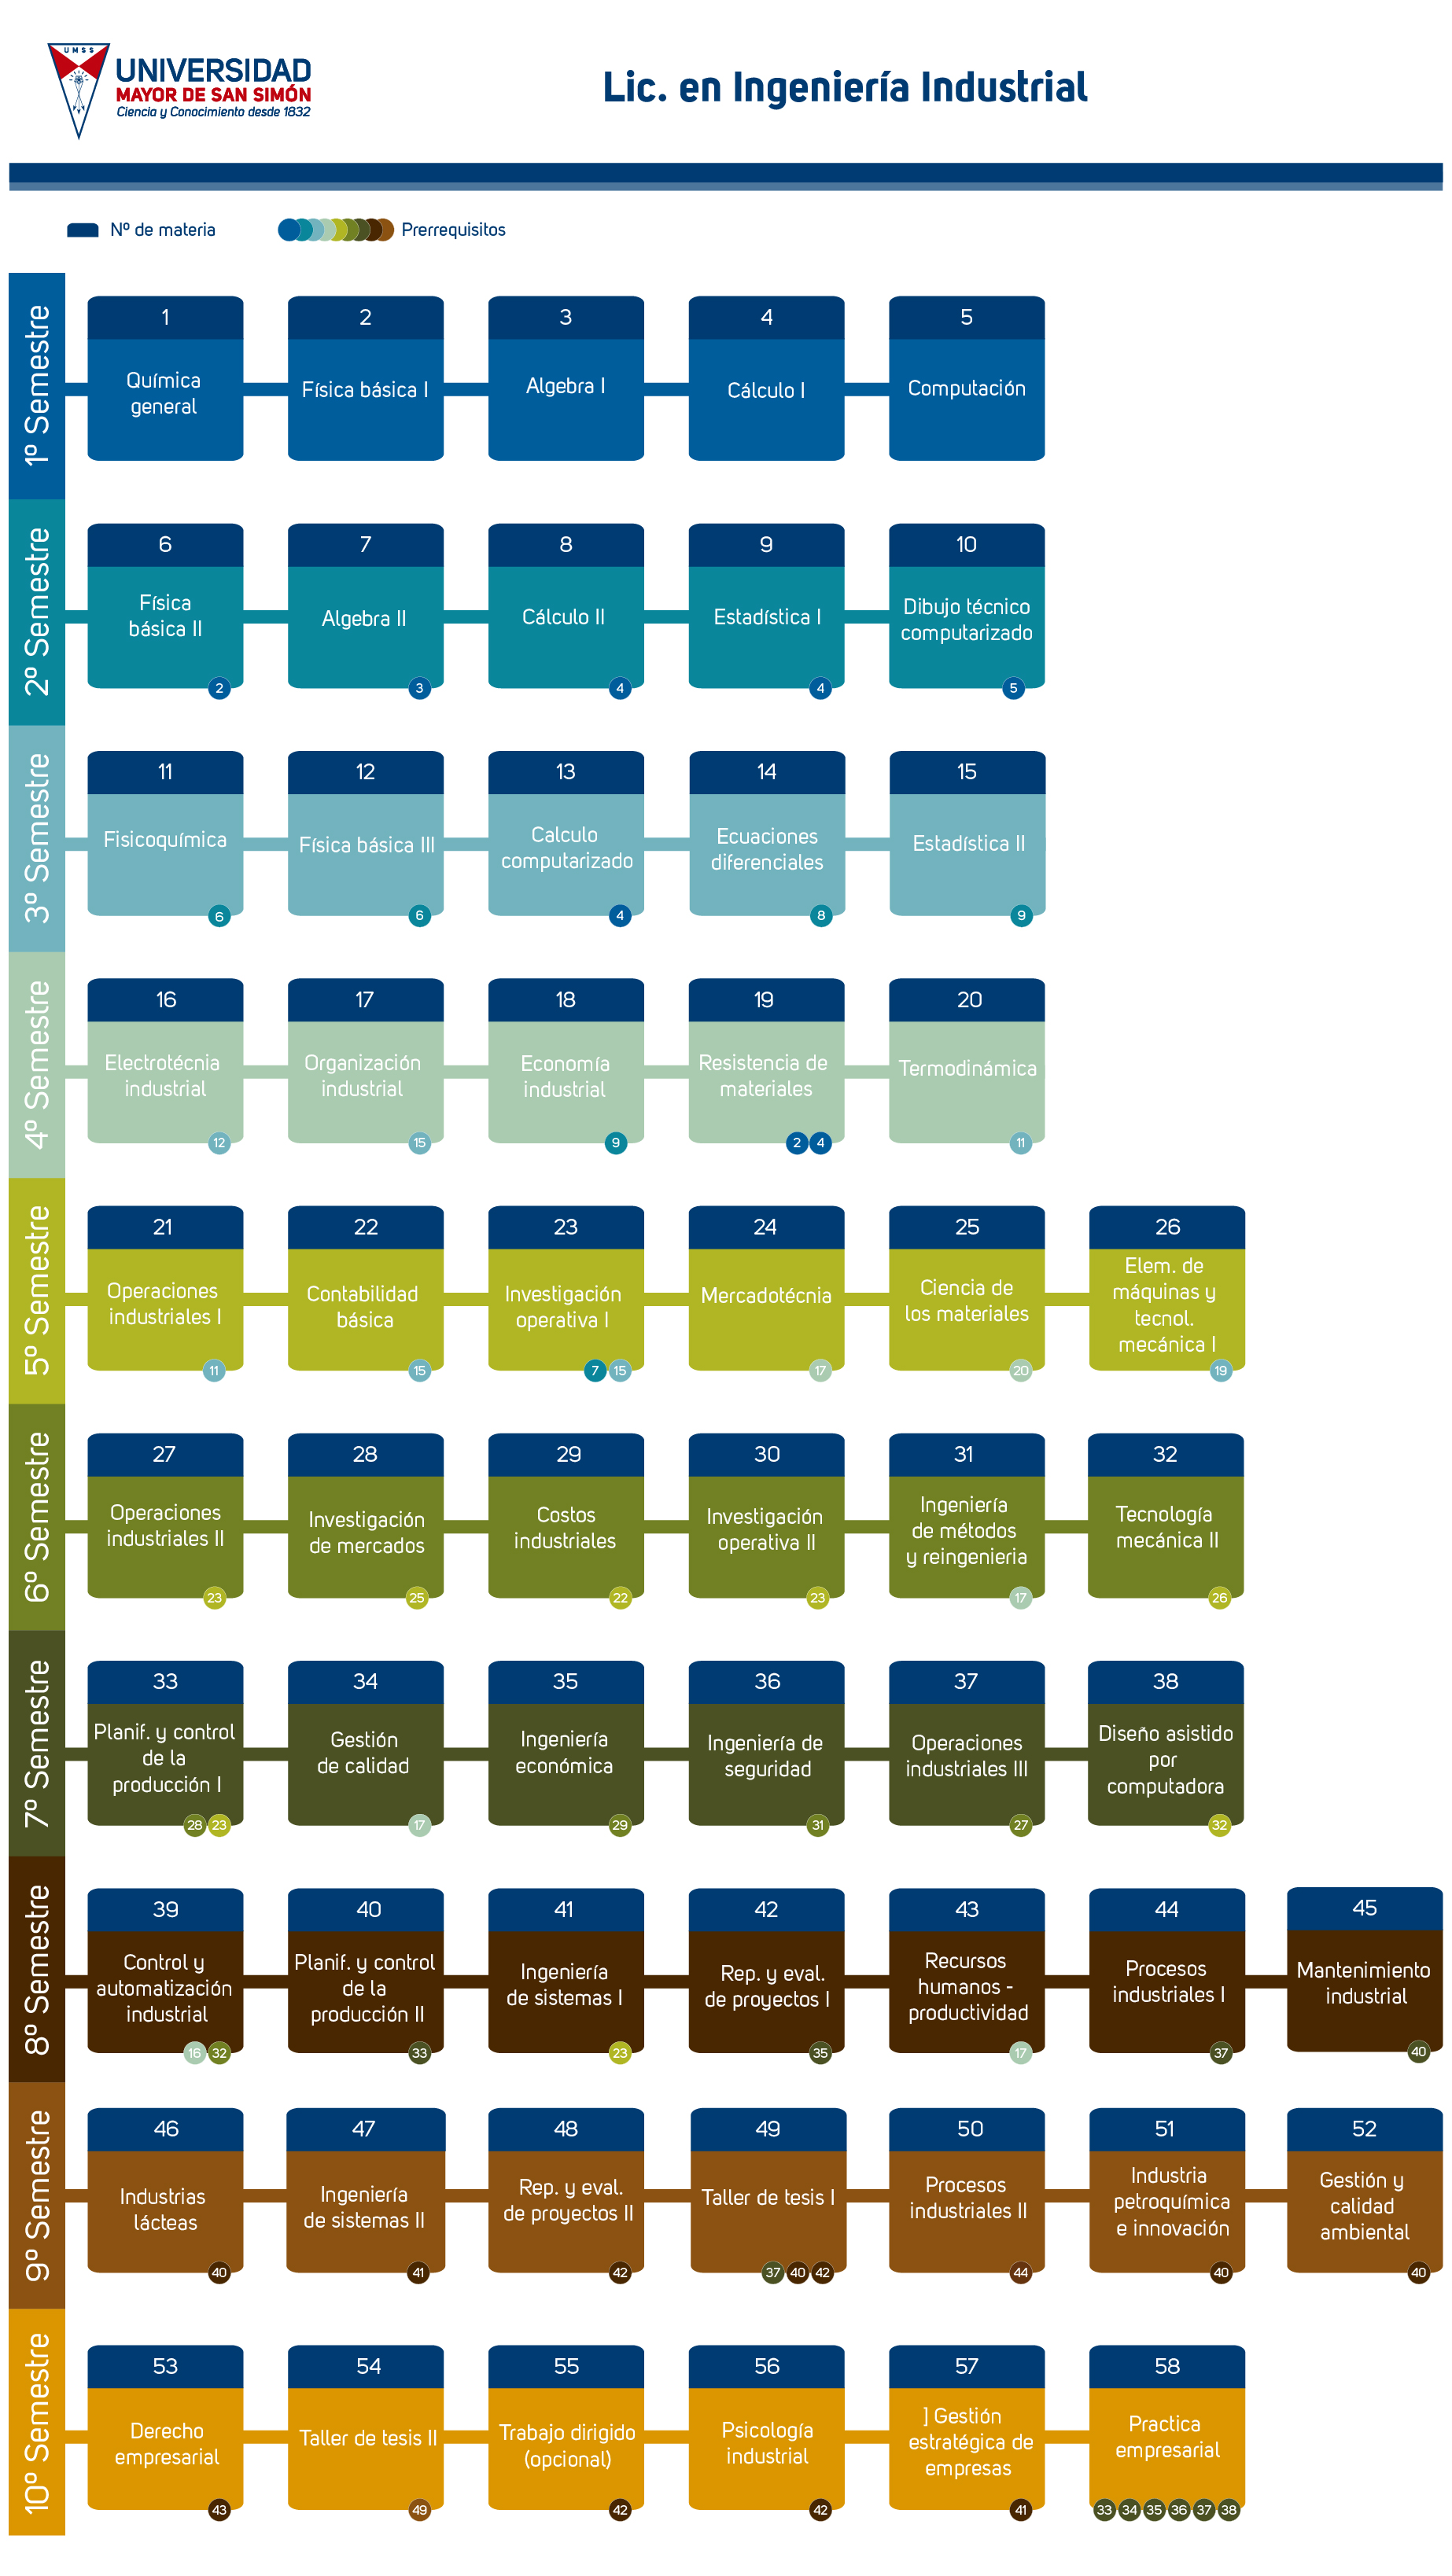 UMSS
UNIVERSIDAD
MAYOR DE SAN SIMÓN
Ciencia y Conocimiento desde 1832
Lic. en Ingeniería Industrial
Nº de materia
Prerrequisitos
1º Semestre
1
Química
general
2
Física básica I
3
Algebra I
4
Cálculo I
5
Computación
2º Semestre
6
Física
básica II
2
7
Algebra II
3
8
Cálculo II
4
9
Estadística I
4
10
Dibujo técnico
computarizado
5
3º Semestre
11
Fisicoquímica
6
12
Física básica III
6
13
Calculo
computarizado
4
14
Ecuaciones
diferenciales
8
15
Estadística II
9
4º Semestre
16
Electrotécnia
industrial
12
17
Organización
industrial
15
18
Economía
industrial
9
19
Resistencia de
materiales
2 4
20
Termodinámica
11
5º Semestre
21
Operaciones
industriales I
11
22
Contabilidad
básica
15
23
Investigación
operativa I
7 15
24
Mercadotécnia
17
25
Ciencia de
los materiales
20
26
Elem. de
máquinas y
tecnol.
mecánica I
19
6º Semestre
27
Operaciones
industriales II
23
28
Investigación
de mercados
25
29
Costos
industriales
22
30
Investigación
operativa II
23
31
Ingeniería
de métodos
y reingenieria
17
32
Tecnología
mecánica II
26
7º Semestre
33
Planif. y control
de la
producción I
28 23
34
Gestión
de calidad
17
35
Ingeniería
económica
29
36
Ingeniería de
seguridad
31
37
Operaciones
industriales III
27
38
Diseño asistido
por
computadora
32
8º Semestre
39
Control y
automatización
industrial
16 32
40
Planif. y control
de la
producción II
33
41
Ingeniería
de sistemas I
23
42
Rep. y eval.
de proyectos I
35
43
Recursos
humanos -
productividad
17
44
Procesos
industriales I
37
45
Mantenimiento
industrial
40
9º Semestre
46
Industrias
lácteas
40
47
Ingeniería
de sistemas II
41
48
Rep. y eval.
de proyectos II
42
49
Taller de tesis I
37 40 42
50
Procesos
industriales II
44
51
Industria
petroquímica
e innovación
40
52
Gestión y
calidad
ambiental
40
10º Semestre
53
Derecho
empresarial
43
54
Taller de tesis II
49
55
Trabajo dirigido
(opcional)
42
56
Psicología
industrial
42
57
] Gestión
estratégica de
empresas
41
58
Practica
empresarial
33 34 35 36 37 38